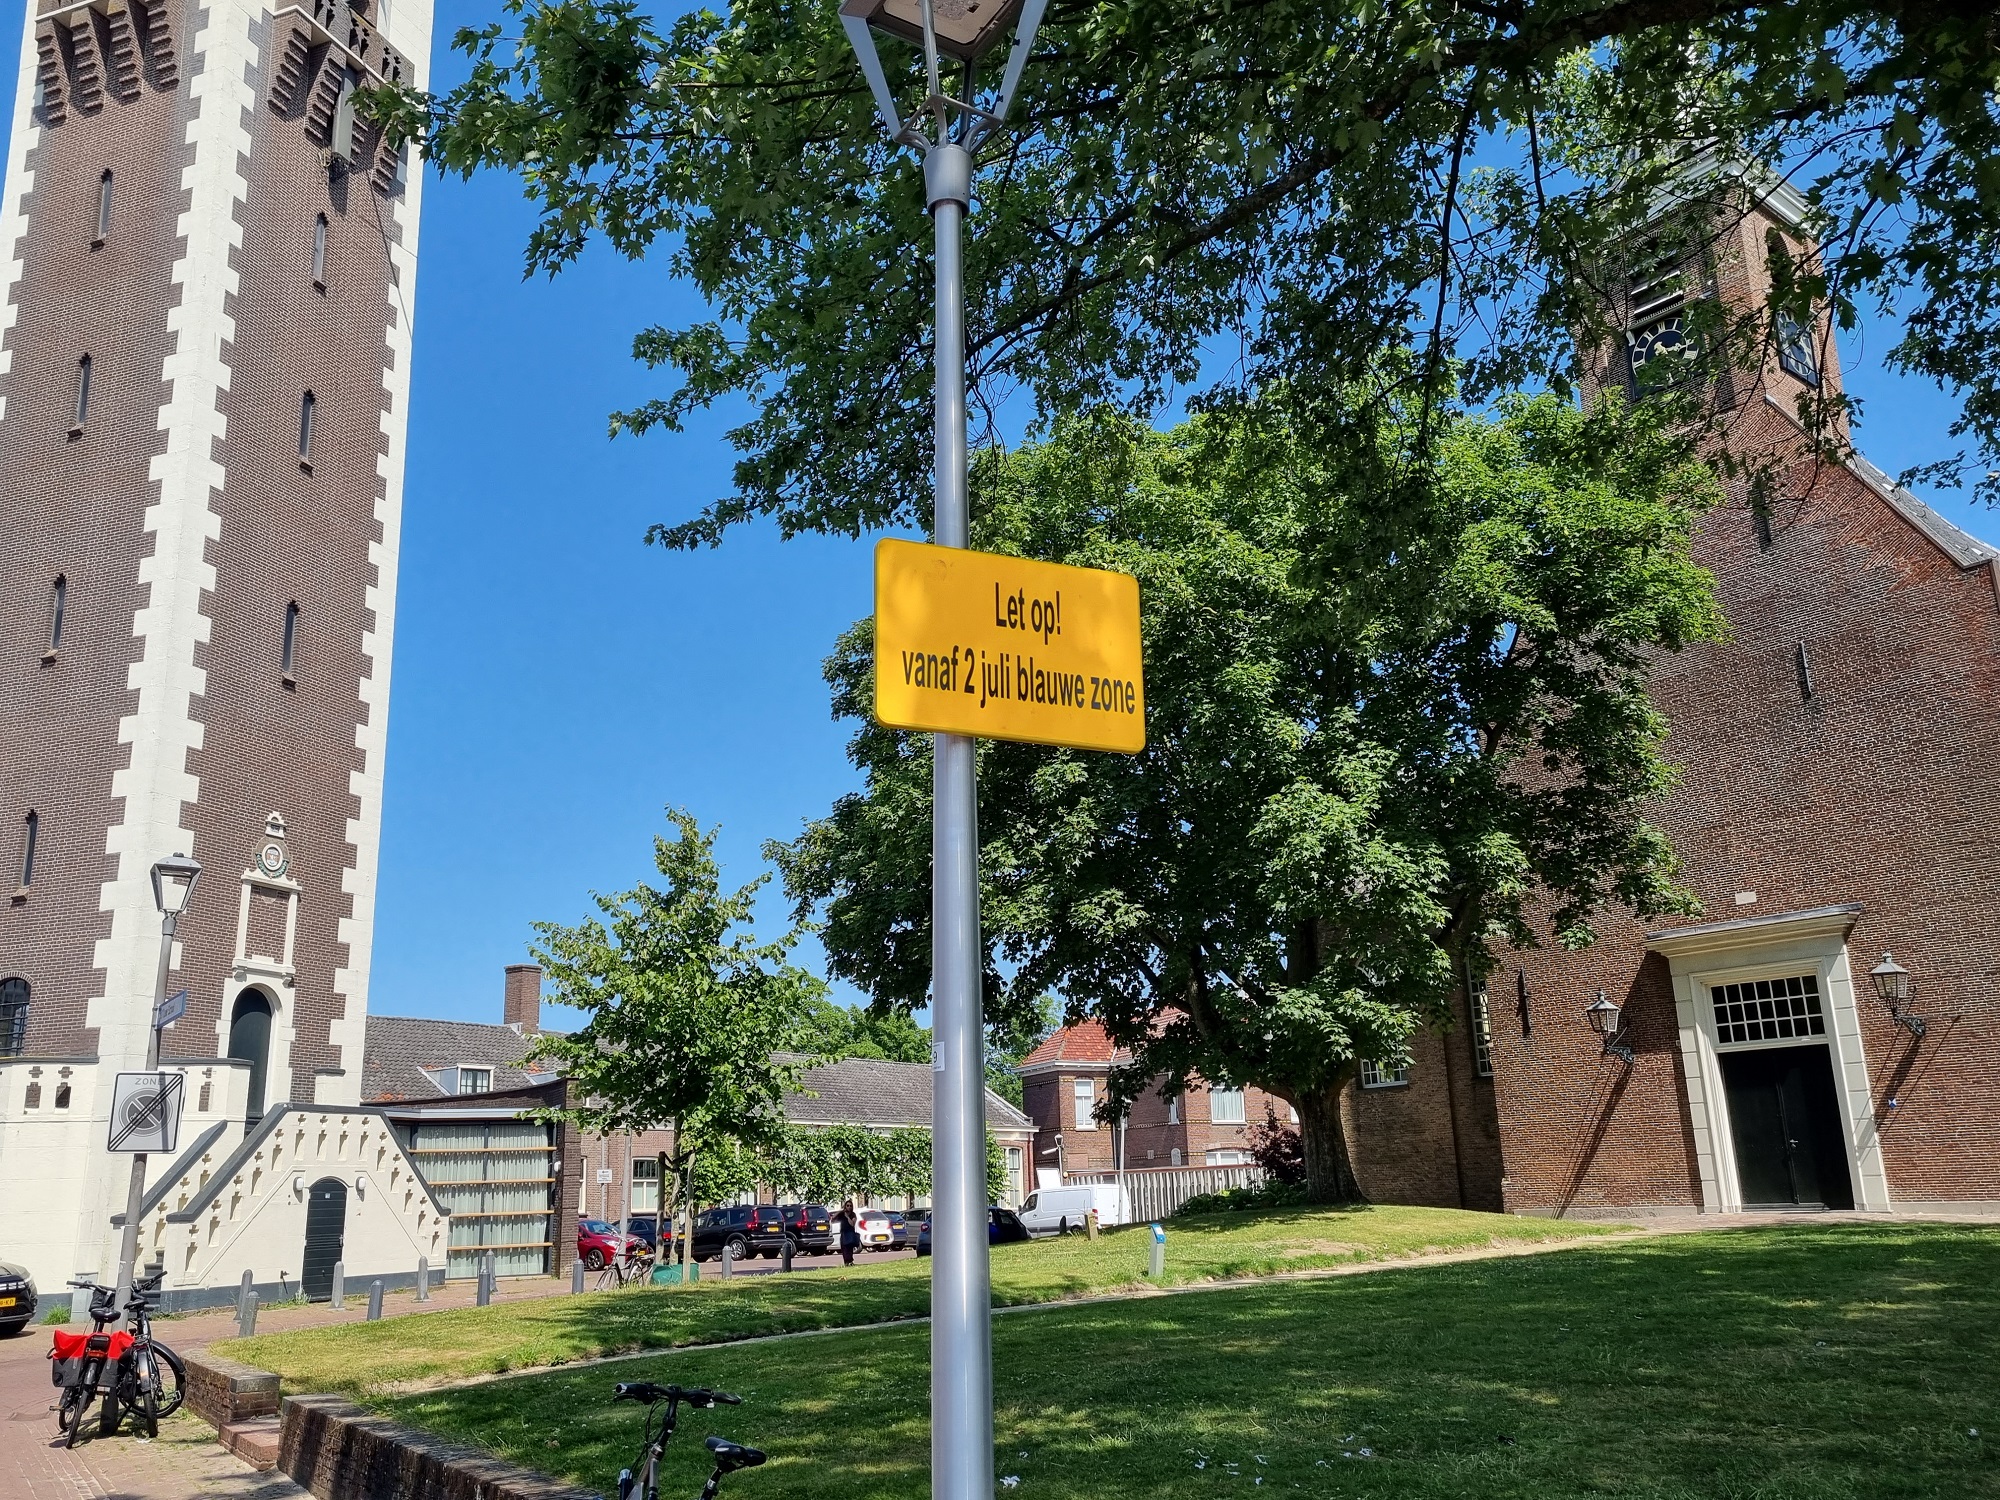 Let op!
vanaf 2 juli blauwe zone
ZONE